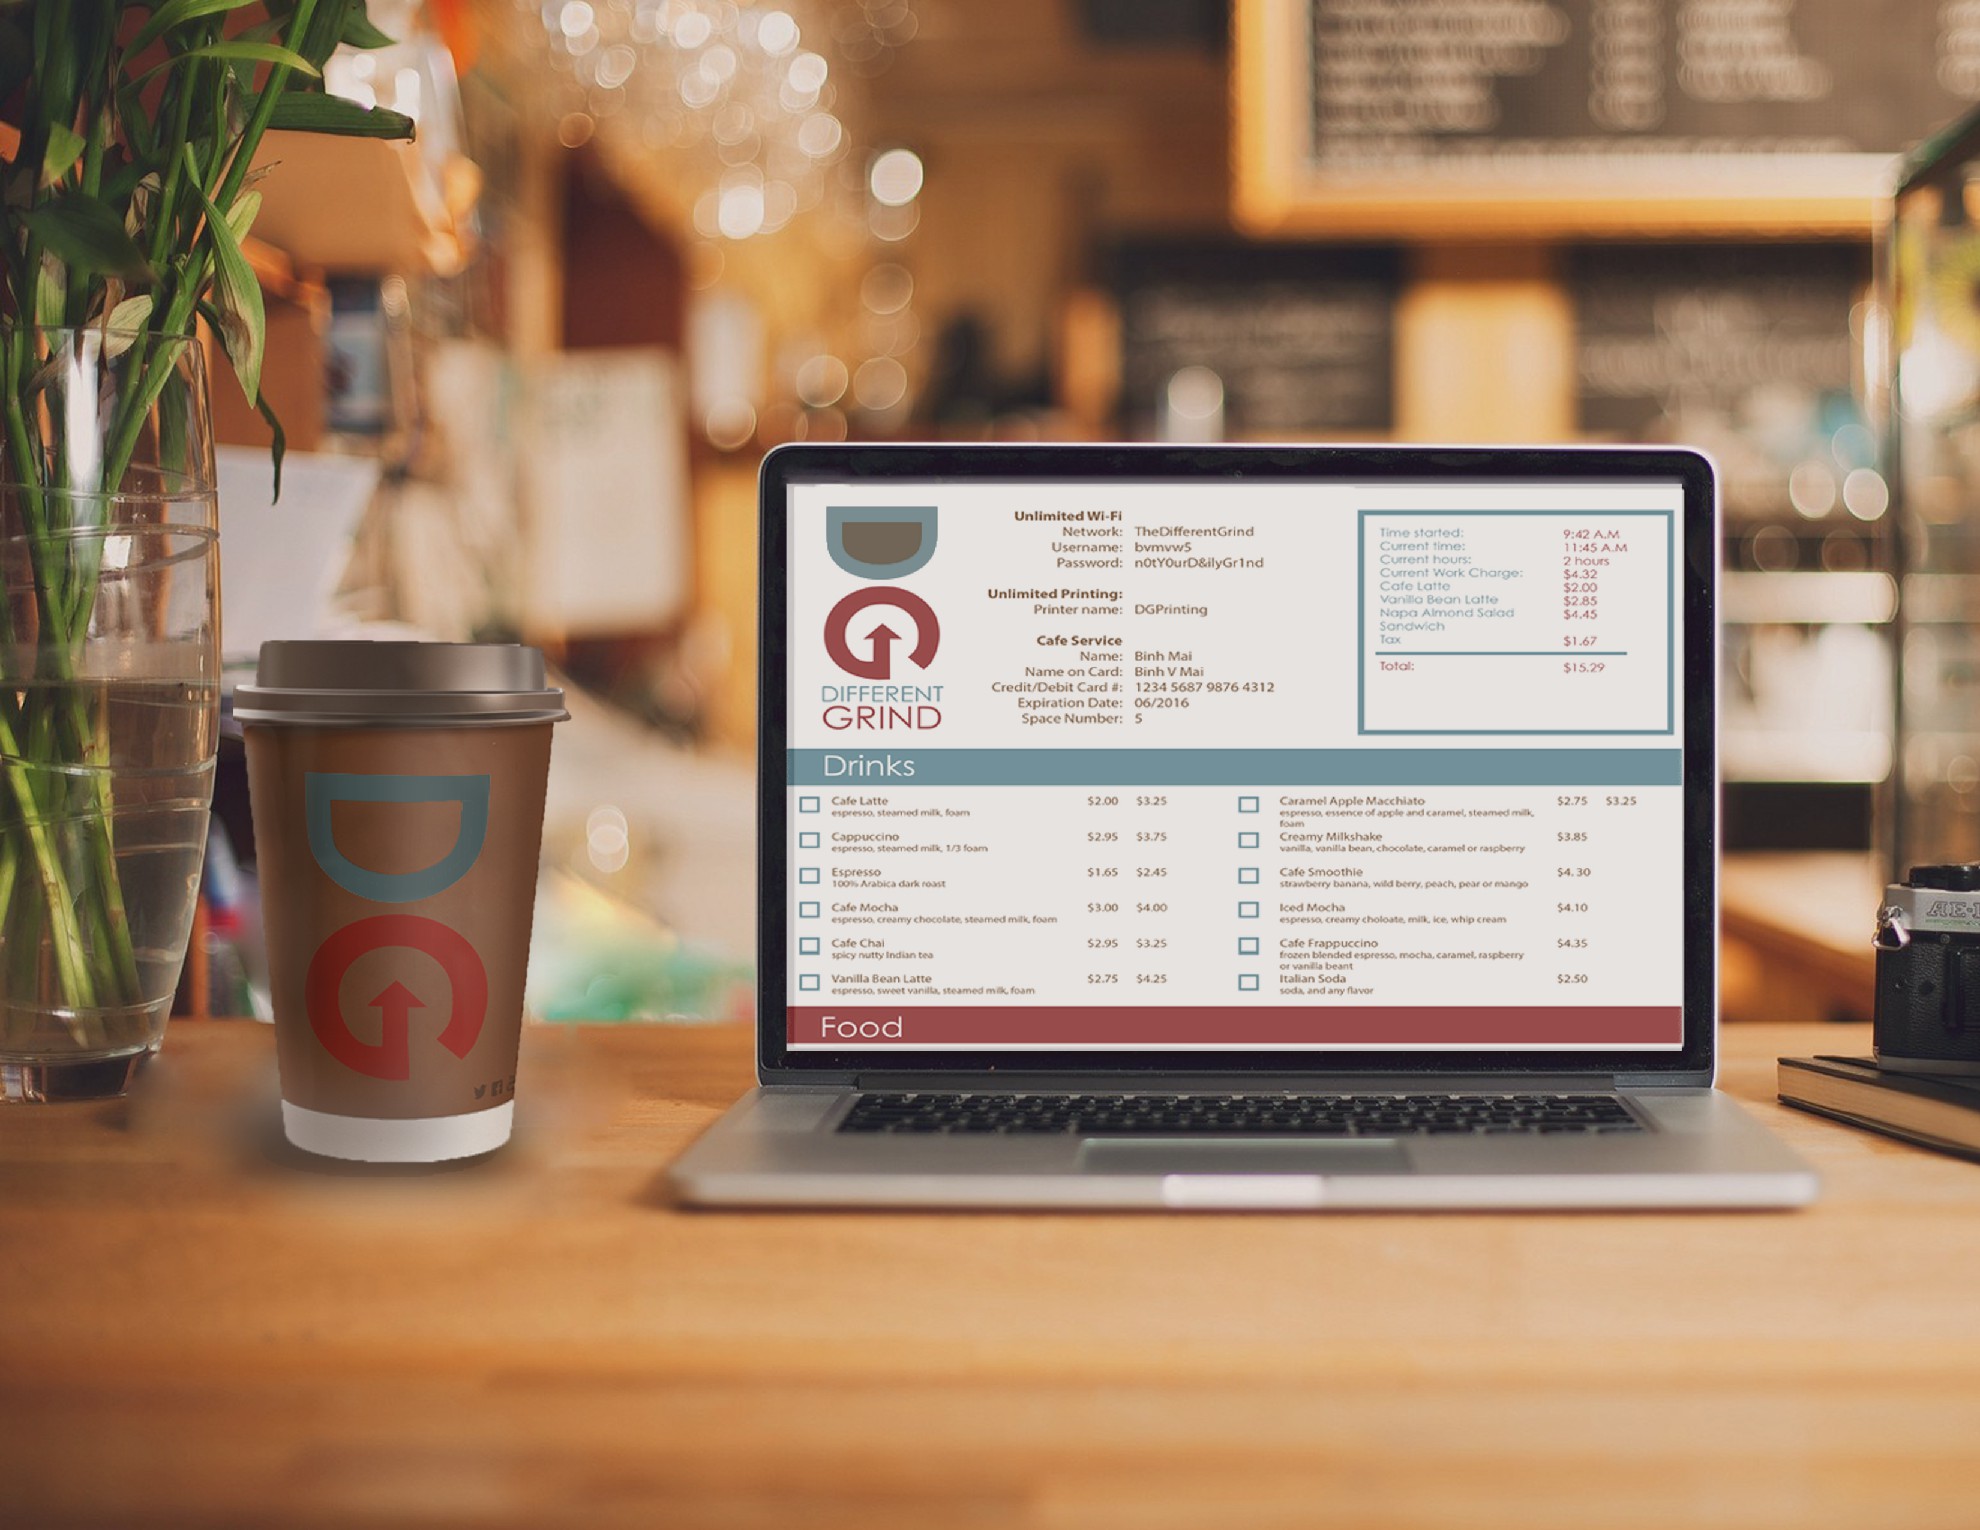 Unlimited Wi-Fi
Network: TheDifferentGrind
Username: bvmvw5
Password: n0tY0urD&ilyGr1nd
Unlimited Printing:
Printer name: DGPrinting
Cafe Service
Name: Binh Mai
Name on Card: Binh V Mai
Credit/Debit Card #: 1234 5687 9876 4312
Expiration Date: 06/2016
Space Number: 5
DIFFERENT
GRIND
Time started: 9:42 A.M
Current time: 11:45 A.M
Current hours: 2 hours
Current Work Charge: $4.32
Cafe Latte $2.00
Vanilla Bean Latte $2.85
Napa Almond Salad $4.45
Sandwich
Tax $1.67
Total: $15.29
Drinks
Cafe Latte $2.00 $3.25
espresso, steamed milk, foam
Cappuccino $2.95 $3.75
espresso, steamed milk, 1/3 foam
Espresso $1.65 $2.45
100% Arabica dark roast
Cafe Mocha $3.00 $4.00
espresso, creamy chocolate, steamed milk, foam
Cafe Chai $2.95 $3.25
spicy nutty Indian tea
Vanilla Bean Latte $2.75 $4.25
espresso, sweet vanilla, steamed milk, foam
Caramel Apple Macchiato $2.75 $3.25
espresso, essence of apple and caramel, steamed milk,
foam
Creamy Milkshake $3.85
vanilla, vanilla bean, chocolate, caramel or raspberry
Cafe Smoothie $4.30
strawberry banana, wild berry, peach, pear or mango
Iced Mocha $4.10
espresso, creamy choloate, milk, ice, whip cream
Cafe Frappuccino $4.35
frozen blended espresso, mocha, caramel, raspberry
or vanilla beant
Italian Soda $2.50
soda, and any flavor
Food